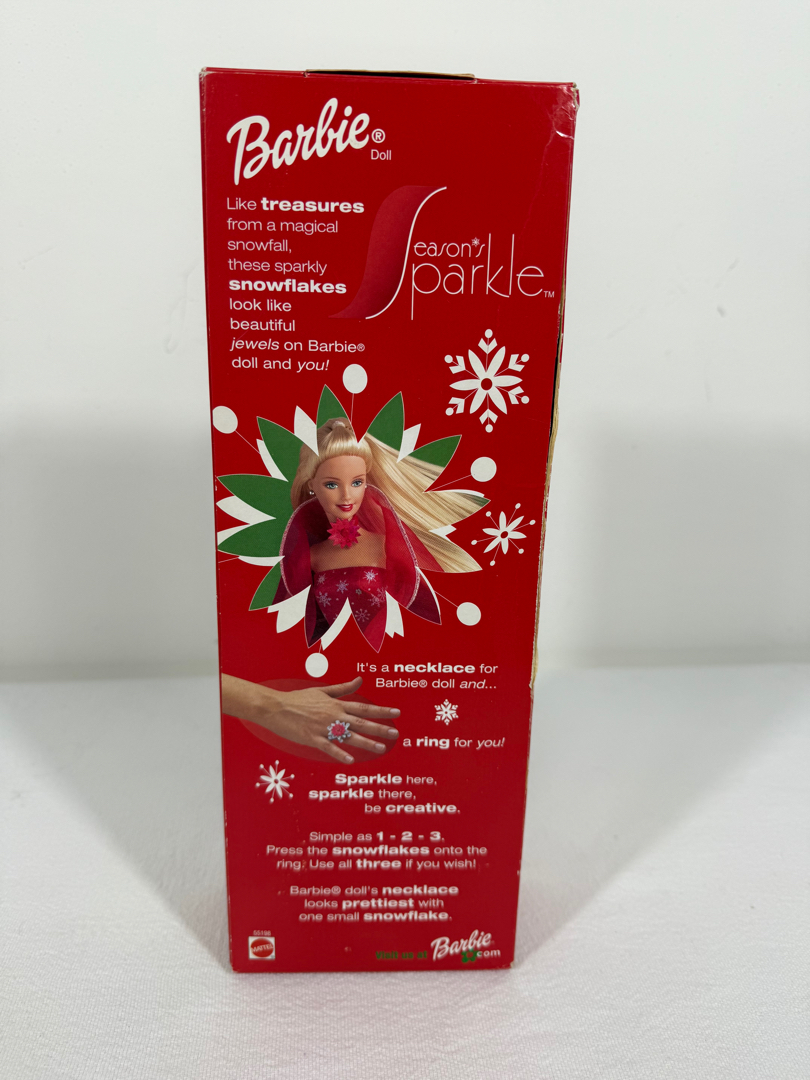 Barbie®
Doll
Like treasures
from a magical
snowfall,
these sparkly
snowflakes
look like
beautiful
jewels on Barbie®
doll and you!
Season's
Sparkle™
It's a necklace for
Barbie® doll and...
a ring for you!
Sparkle here,
sparkle there,
be creative.
Simple as 1 - 2 - 3.
Press the snowflakes onto the
ring. Use all three if you wish!
Barbie® doll's necklace
looks prettiest with
one small snowflake.
MATTEL
Visit us at Barbie.com